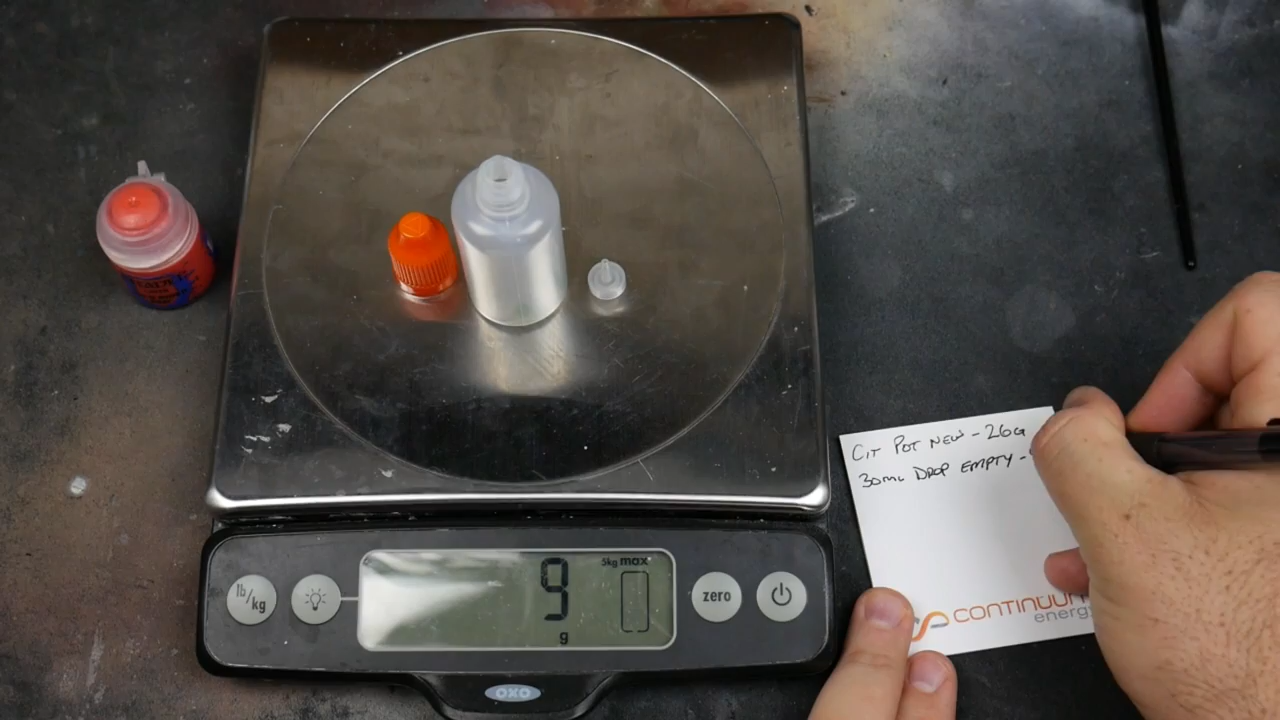 CIT POT NEW - 26G
30ML DROP EMPTY -
CONTINUUM
energy
lb/kg
9
g
5kg max
zero
OXO